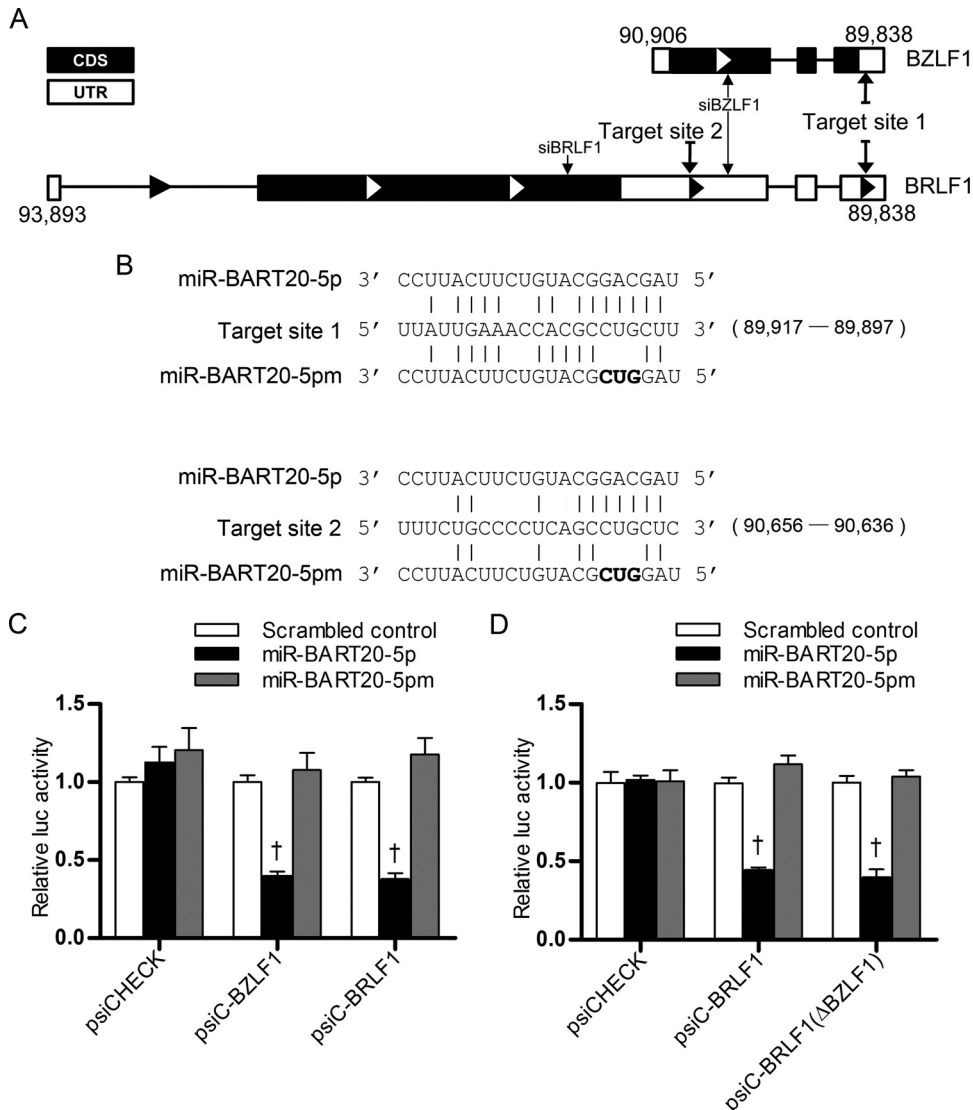 A
CDS
UTR
90,906
89,838
BZLF1
siBZLF1
Target site 2
Target site 1
siBRLF1
BRLF1
93,893
89,838
B
miR-BART20-5p 3′ CCUUACUUCUGUACGGACGAU 5′
Target site 1 5′ UUAUUGAAACCACGCCUGCUU 3′ ( 89,917 — 89,897 )
miR-BART20-5pm 3′ CCUUACUUCUGUACGCUGGAU 5′
miR-BART20-5p 3′ CCUUACUUCUGUACGGACGAU 5′
Target site 2 5′ UUUCUGCCCCUCAGCCUGCUC 3′ ( 90,656 — 90,636 )
miR-BART20-5pm 3′ CCUUACUUCUGUACGCUGGAU 5′
C
Scrambled control
miR-BART20-5p
miR-BART20-5pm
Relative luc activity
1.5
1.0
0.5
0.0
†
†
psiCHECK
psiC-BZLF1
psiC-BRLF1
D
Scrambled control
miR-BART20-5p
miR-BART20-5pm
Relative luc activity
1.5
1.0
0.5
0.0
†
†
psiCHECK
psiC-BRLF1
psiC-BRLF1(ΔBZLF1)